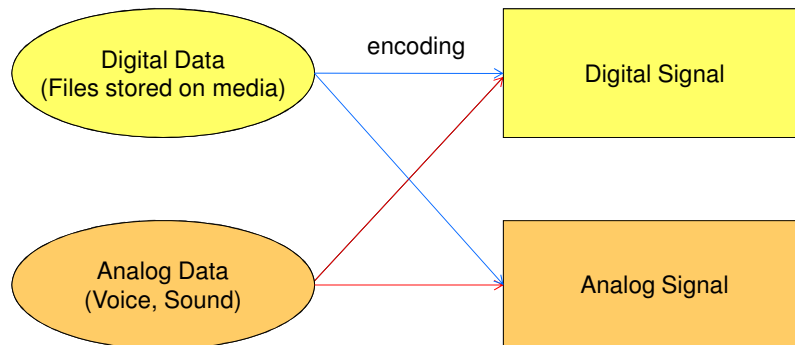 encoding
Digital Data
(Files stored on media)
Digital Signal
Analog Data
(Voice, Sound)
Analog Signal